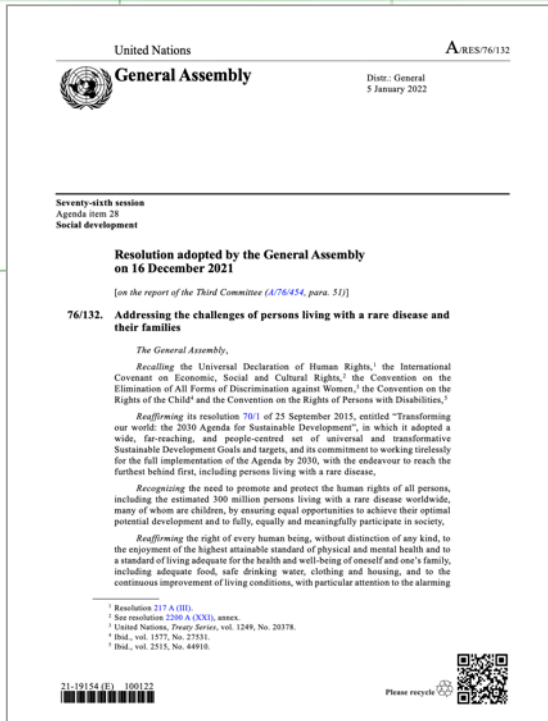 United Nations
A/RES/76/132
General Assembly
Distr.: General
5 January 2022
Seventy-sixth session
Agenda item 28
Social development
Resolution adopted by the General Assembly
on 16 December 2021
[on the report of the Third Committee (A/76/454, para. 51)]
76/132. Addressing the challenges of persons living with a rare disease and
their families
The General Assembly,
Recalling the Universal Declaration of Human Rights,¹ the International
Covenant on Economic, Social and Cultural Rights,² the Convention on the
Elimination of All Forms of Discrimination against Women,³ the Convention on the
Rights of the Child⁴ and the Convention on the Rights of Persons with Disabilities,⁵
Reaffirming its resolution 70/1 of 25 September 2015, entitled “Transforming
our world: the 2030 Agenda for Sustainable Development”, in which it adopted a
wide, far-reaching, and people-centred set of universal and transformative
Sustainable Development Goals and targets, and its commitment to working tirelessly
for the full implementation of the Agenda by 2030, with the endeavour to reach the
furthest behind first, including persons living with a rare disease,
Recognizing the need to promote and protect the human rights of all persons,
including the estimated 300 million persons living with a rare disease worldwide,
many of whom are children, by ensuring equal opportunities to achieve their optimal
potential development and to fully, equally and meaningfully participate in society,
Reaffirming the right of every human being, without distinction of any kind, to
the enjoyment of the highest attainable standard of physical and mental health and to
a standard of living adequate for the health and well-being of oneself and one’s family,
including adequate food, safe drinking water, clothing and housing, and to the
continuous improvement of living conditions, with particular attention to the alarming
¹ Resolution 217 A (III).
² See resolution 2200 A (XXI), annex.
³ United Nations, Treaty Series, vol. 1249, No. 20378.
⁴ Ibid., vol. 1577, No. 27531.
⁵ Ibid., vol. 2515, No. 44910.
21-19154 (E) 100122
Please recycle